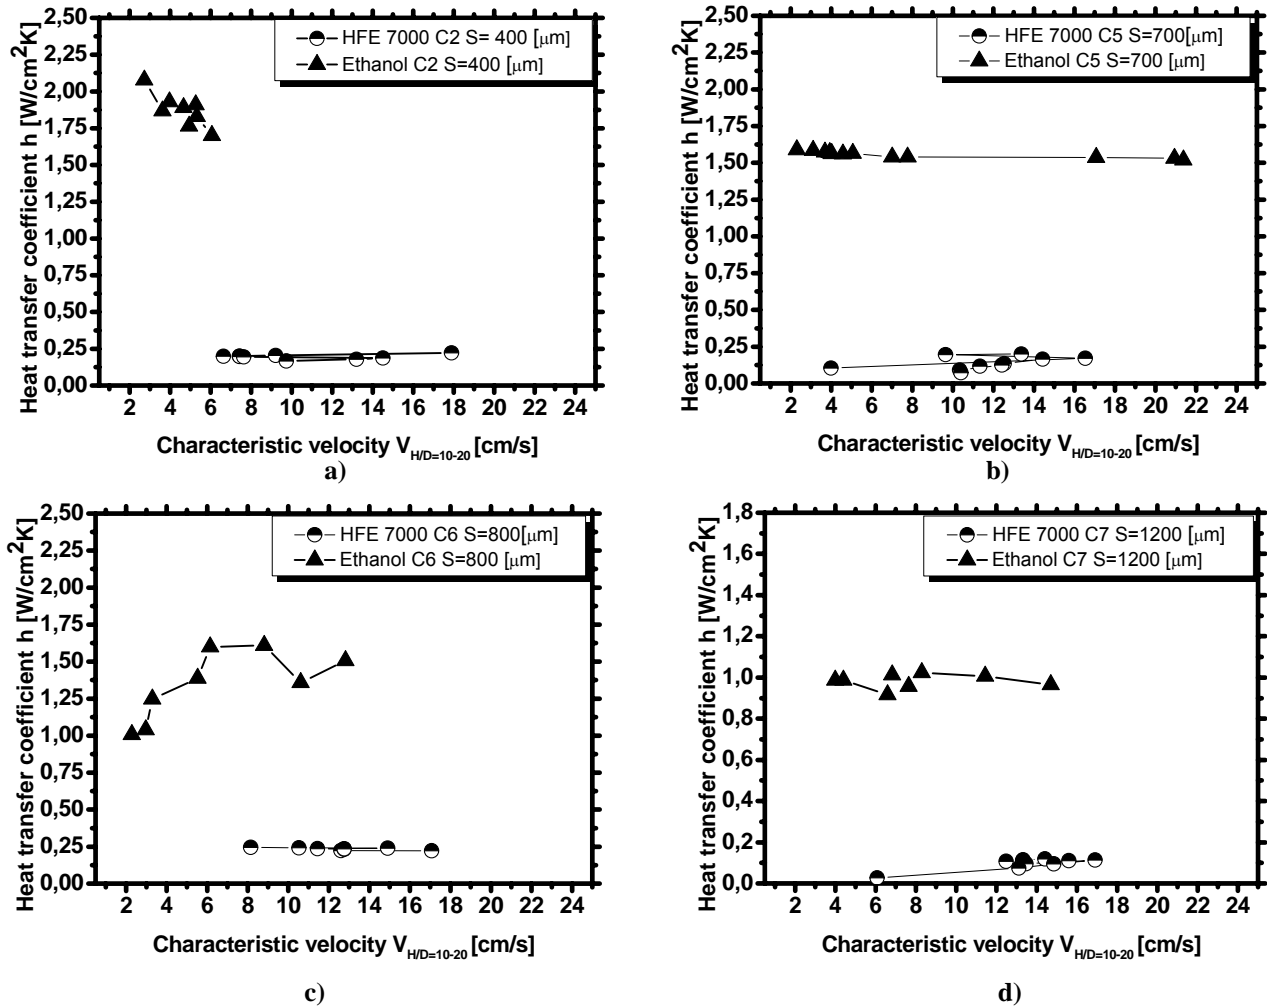 Heat transfer coefficient h [W/cm²K]
2,50
2,25
2,00
1,75
1,50
1,25
1,00
0,75
0,50
0,25
0,00
HFE 7000 C2 S= 400 [µm]
Ethanol C2 S=400 [µm]
2 4 6 8 10 12 14 16 18 20 22 24
Characteristic velocity V H/D=10-20 [cm/s]
a)
Heat transfer coefficient h [W/cm²K]
2,50
2,25
2,00
1,75
1,50
1,25
1,00
0,75
0,50
0,25
0,00
HFE 7000 C5 S=700[µm]
Ethanol C5 S=700 [µm]
2 4 6 8 10 12 14 16 18 20 22 24
Characteristic velocity V H/D=10-20 [cm/s]
b)
Heat transfer coefficient h [W/cm²K]
2,50
2,25
2,00
1,75
1,50
1,25
1,00
0,75
0,50
0,25
0,00
HFE 7000 C6 S=800[µm]
Ethanol C6 S=800 [µm]
2 4 6 8 10 12 14 16 18 20 22 24
Characteristic velocity V H/D=10-20 [cm/s]
c)
Heat transfer coefficient h [W/cm²K]
1,8
1,6
1,4
1,2
1,0
0,8
0,6
0,4
0,2
0,0
HFE 7000 C7 S=1200 [µm]
Ethanol C7 S=1200 [µm]
2 4 6 8 10 12 14 16 18 20 22 24
Characteristic velocity V H/D=10-20 [cm/s]
d)